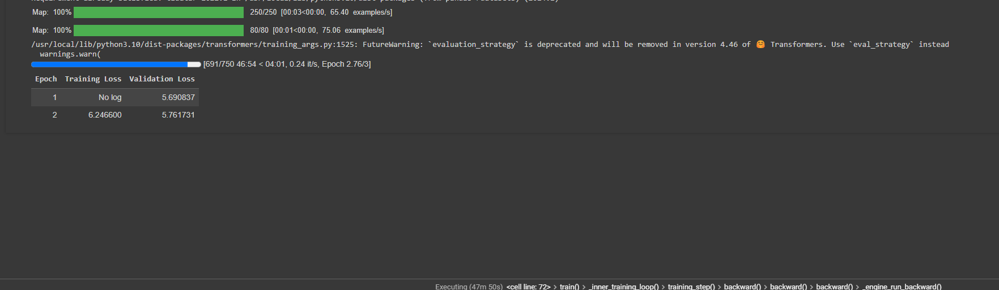 Map: 100% 250/250 [00:03<00:00, 65.40 examples/s]
Map: 100% 80/80 [00:01<00:00, 75.06 examples/s]
/usr/local/lib/python3.10/dist-packages/transformers/training_args.py:1525: FutureWarning: `evaluation_strategy` is deprecated and will be removed in version 4.46 of 🤗 Transformers. Use `eval_strategy` instead
warnings.warn(
[691/750 46:54 < 04:01, 0.24 it/s, Epoch 2.76/3]
Epoch Training Loss Validation Loss
1 No log 5.690837
2 6.246600 5.761731
Executing (47m 50s) <cell line: 72> > train() > _inner_training_loop() > training_step() > backward() > backward() > backward() > _engine_run_backward()